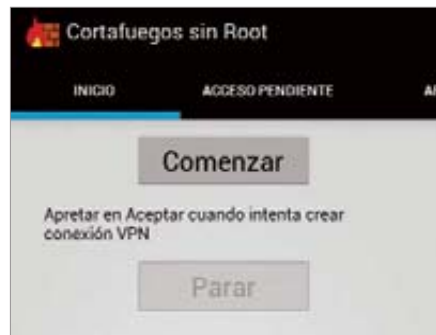 Cortafuegos sin Root
INICIO ACCESO PENDIENTE
Comenzar
Apretar en Aceptar cuando intenta crear
conexión VPN
Parar